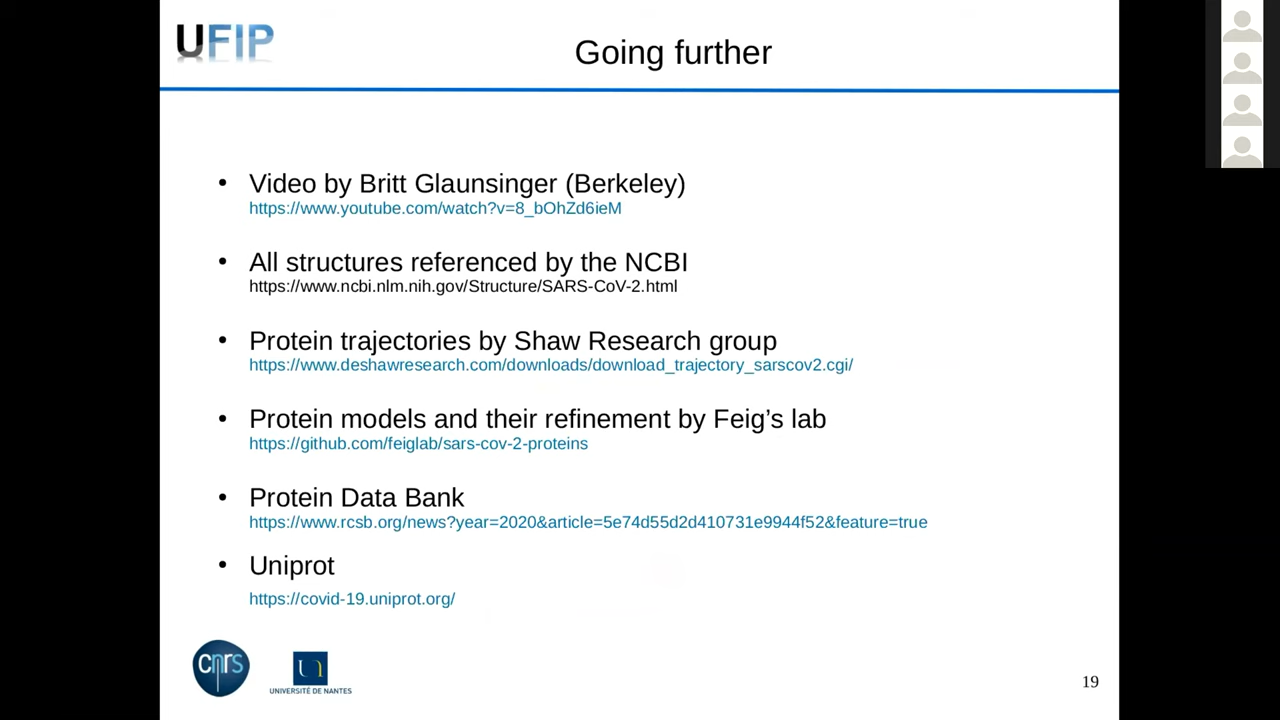 UFIP
Going further
• Video by Britt Glaunsinger (Berkeley)
https://www.youtube.com/watch?v=8_bOhZd6ieM
• All structures referenced by the NCBI
https://www.ncbi.nlm.nih.gov/Structure/SARS-CoV-2.html
• Protein trajectories by Shaw Research group
https://www.deshawresearch.com/downloads/download_trajectory_sarscov2.cgi/
• Protein models and their refinement by Feig’s lab
https://github.com/feiglab/sars-cov-2-proteins
• Protein Data Bank
https://www.rcsb.org/news?year=2020&article=5e74d55d2d410731e9944f52&feature=true
• Uniprot
https://covid-19.uniprot.org/
cnrs
UNIVERSITÉ DE NANTES
19